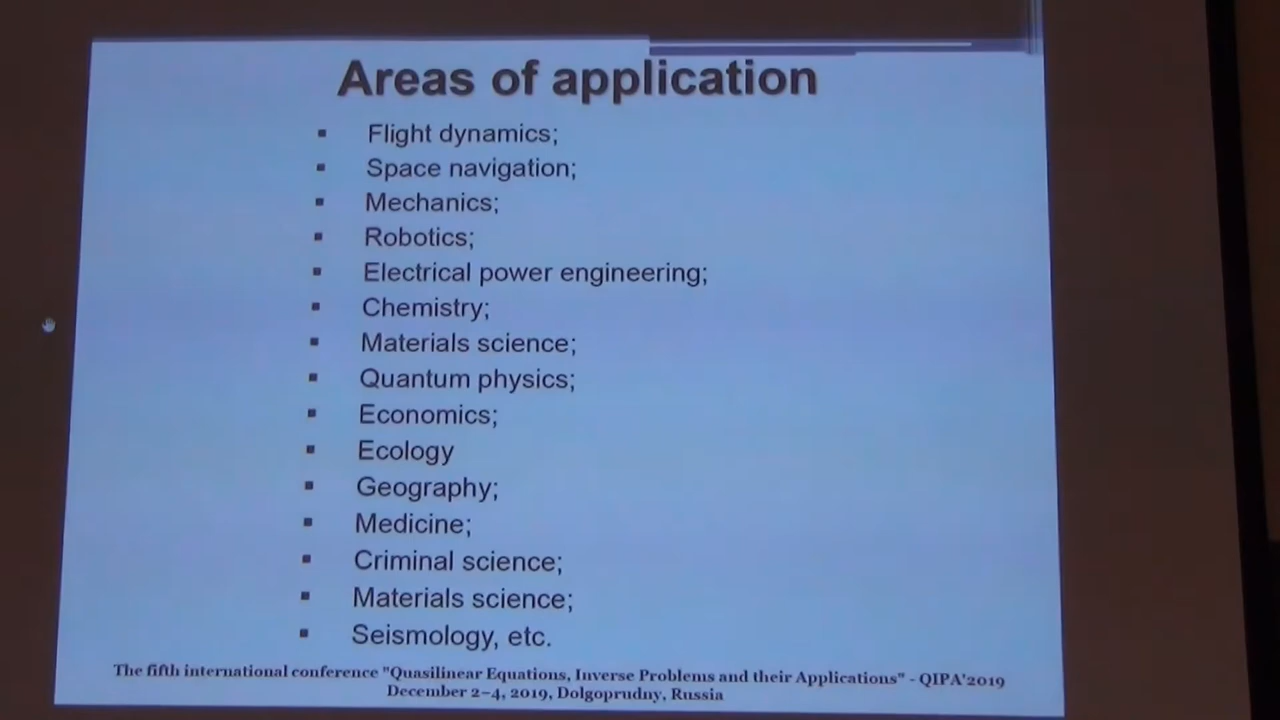 Areas of application
▪ Flight dynamics;
▪ Space navigation;
▪ Mechanics;
▪ Robotics;
▪ Electrical power engineering;
▪ Chemistry;
▪ Materials science;
▪ Quantum physics;
▪ Economics;
▪ Ecology
▪ Geography;
▪ Medicine;
▪ Criminal science;
▪ Materials science;
▪ Seismology, etc.
The fifth international conference "Quasilinear Equations, Inverse Problems and their Applications" - QIPA'2019
December 2–4, 2019, Dolgoprudny, Russia